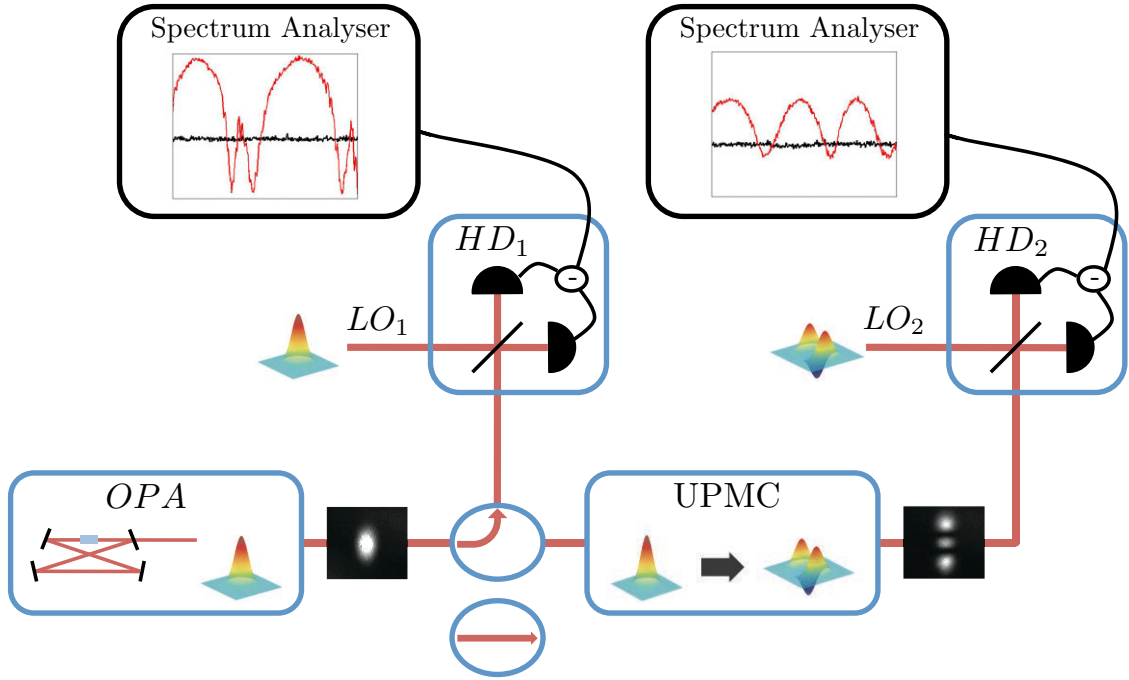 Spectrum Analyser
Spectrum Analyser
HD₁
HD₂
-
-
LO₁
LO₂
OPA
UPMC